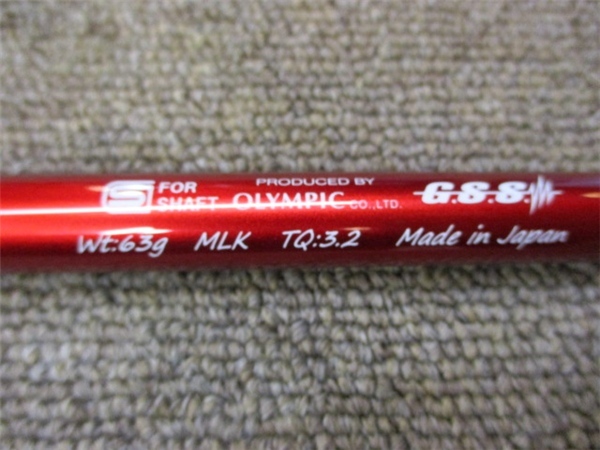 S FOR SHAFT
PRODUCED BY
OLYMPIC CO.,LTD.
G.S.S.
Wt:63g MLK TQ:3.2 Made in Japan